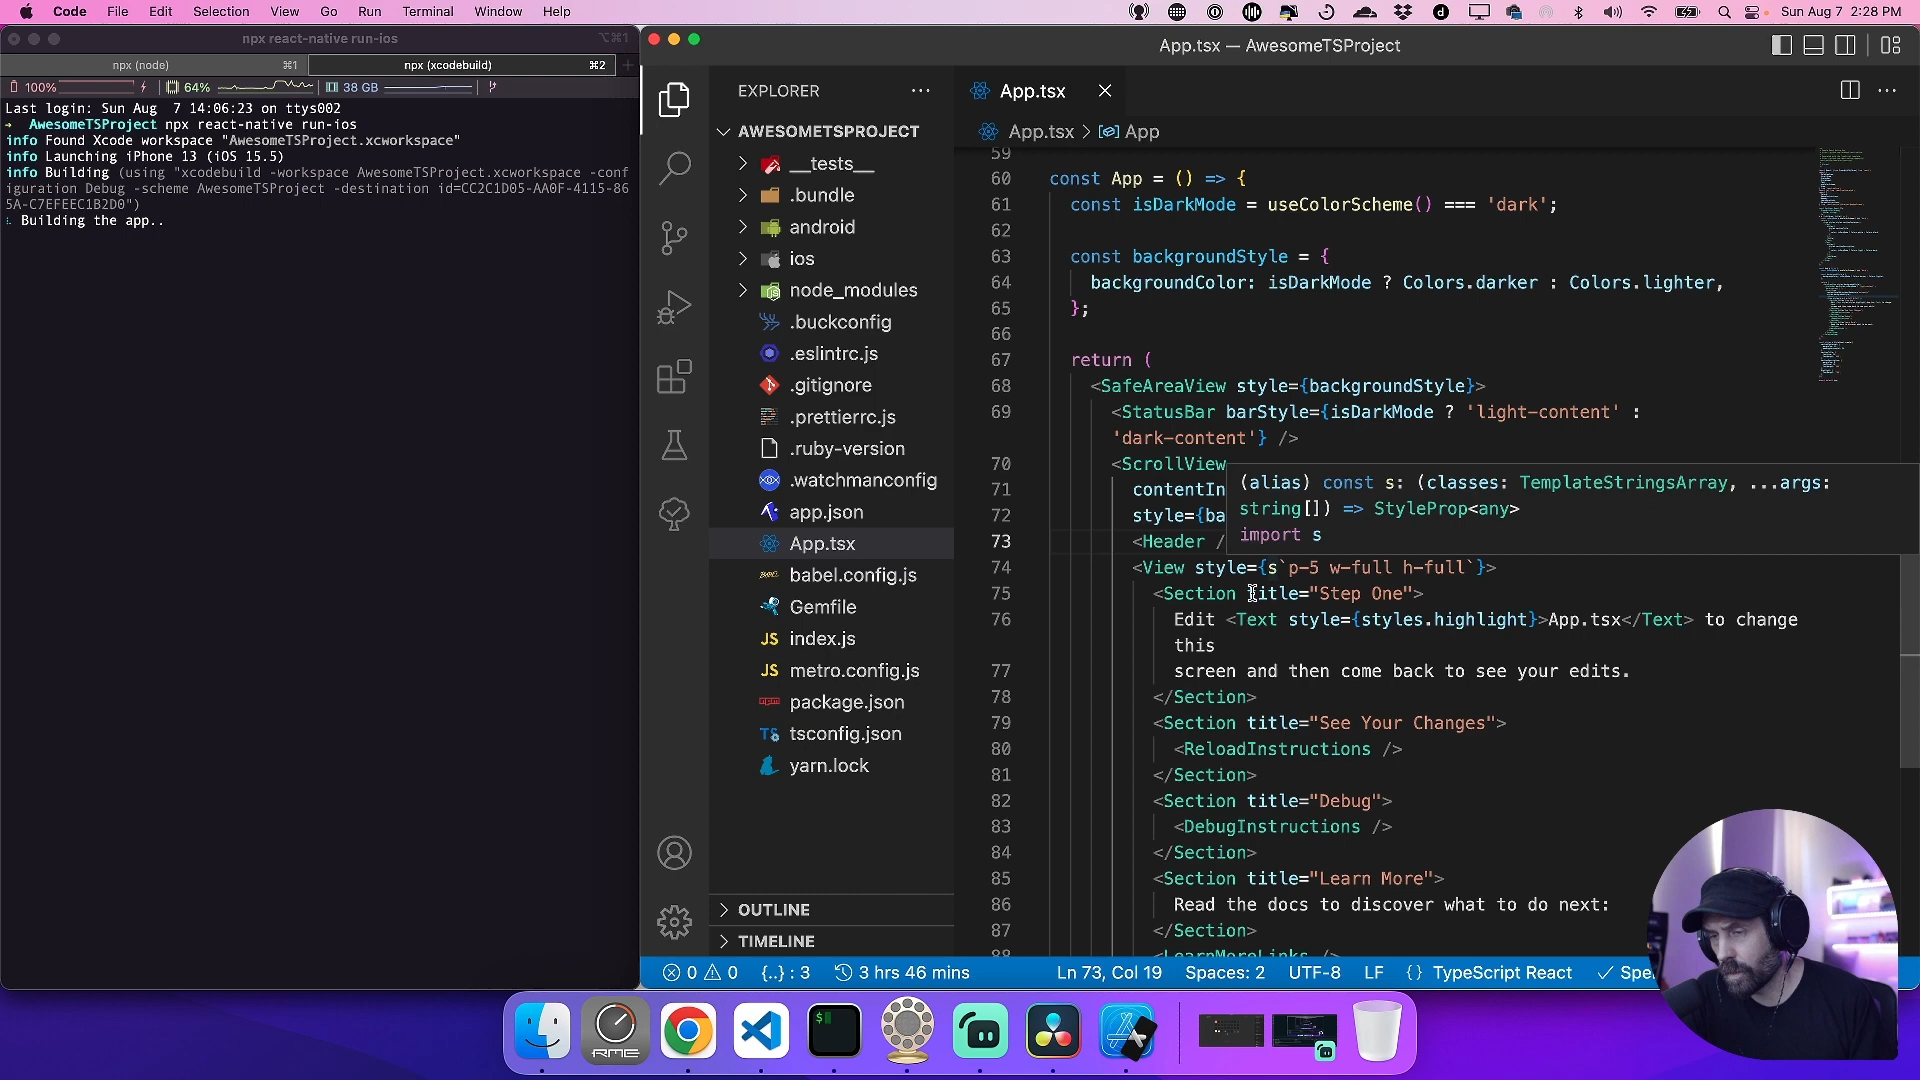 Code File Edit Selection View Go Run Terminal Window Help Sun Aug 7 2:28 PM
npx react-native run-ios ⌥⌘1
npx (node) ⌘1 npx (xcodebuild) ⌘2
100% 64% 38 GB
Last login: Sun Aug 7 14:06:23 on ttys002
→ AwesomeTSProject npx react-native run-ios
info Found Xcode workspace "AwesomeTSProject.xcworkspace"
info Launching iPhone 13 (iOS 15.5)
info Building (using "xcodebuild -workspace AwesomeTSProject.xcworkspace -conf
iguration Debug -scheme AwesomeTSProject -destination id=CC2C1D05-AA0F-4115-86
5A-C7EFEEC1B2D0")
Building the app..
App.tsx — AwesomeTSProject
EXPLORER
AWESOMETSPROJECT
__tests__
.bundle
android
ios
node_modules
.buckconfig
.eslintrc.js
.gitignore
.prettierrc.js
.ruby-version
.watchmanconfig
app.json
App.tsx
babel.config.js
Gemfile
JS index.js
JS metro.config.js
package.json
TS tsconfig.json
yarn.lock
OUTLINE
TIMELINE
App.tsx
App.tsx > App
59
60 const App = () => {
61 const isDarkMode = useColorScheme() === 'dark';
62
63 const backgroundStyle = {
64 backgroundColor: isDarkMode ? Colors.darker : Colors.lighter,
65 };
66
67 return (
68 <SafeAreaView style={backgroundStyle}>
69 <StatusBar barStyle={isDarkMode ? 'light-content' :
'dark-content'} />
70 <ScrollView
71 contentIn
72 style={ba
73 <Header /
(alias) const s: (classes: TemplateStringsArray, ...args:
string[]) => StyleProp<any>
import s
74 <View style={s`p-5 w-full h-full`}>
75 <Section title="Step One">
76 Edit <Text style={styles.highlight}>App.tsx</Text> to change
this
77 screen and then come back to see your edits.
78 </Section>
79 <Section title="See Your Changes">
80 <ReloadInstructions />
81 </Section>
82 <Section title="Debug">
83 <DebugInstructions />
84 </Section>
85 <Section title="Learn More">
86 Read the docs to discover what to do next:
87 </Section>
88 <LearnMoreLinks />
0 0 {..} : 3 3 hrs 46 mins Ln 73, Col 19 Spaces: 2 UTF-8 LF {} TypeScript React Spe
RME
$